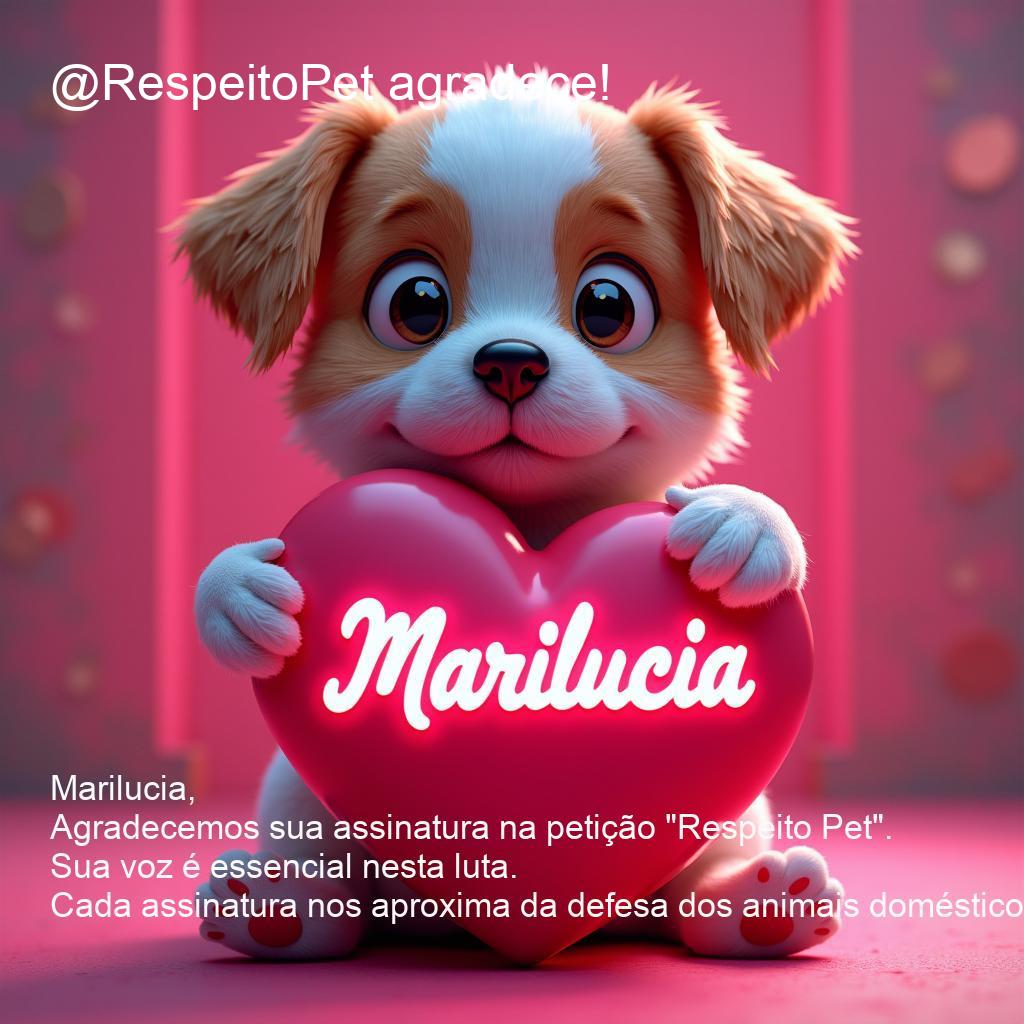 @RespeitoPet agradece!
Marilucia
Marilucia,
Agradecemos sua assinatura na petição "Respeito Pet".
Sua voz é essencial nesta luta.
Cada assinatura nos aproxima da defesa dos animais doméstico